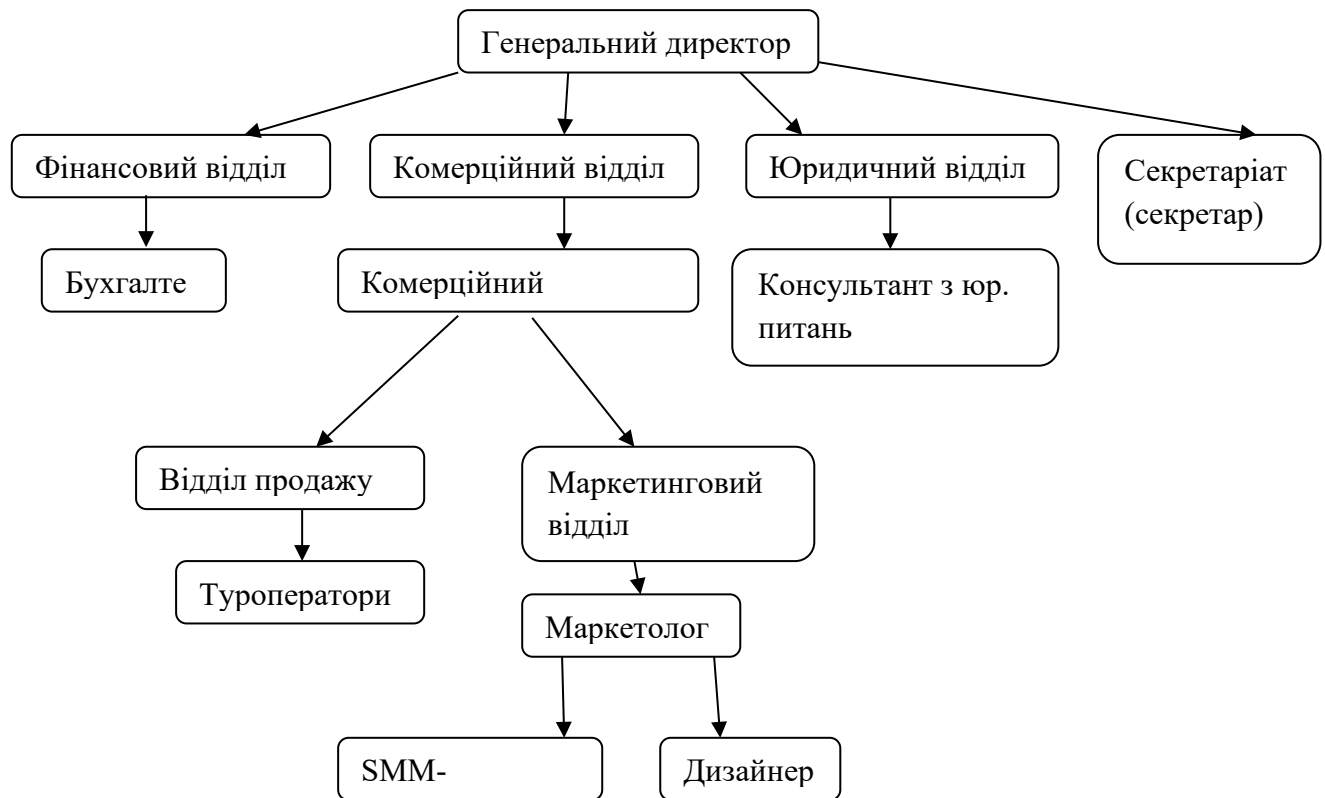 Генеральний директор
Фінансовий відділ
Комерційний відділ
Юридичний відділ
Секретаріат
(секретар)
Бухгалте
Комерційний
Консультант з юр.
питань
Відділ продажу
Маркетинговий
відділ
Туроператори
Маркетолог
SMM-
Дизайнер